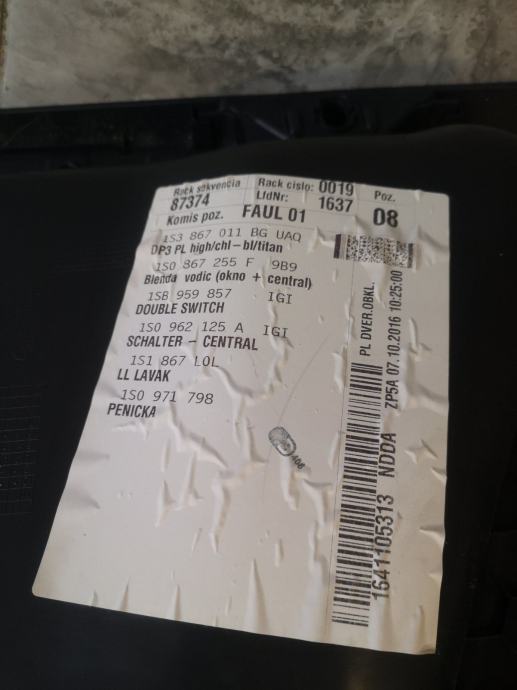 Rack sekvencia Rack cislo: 0019 Poz.
87374 LfdNr: 1637 08
Komis poz. FAUL 01
1S3 867 011 BG UAQ
DP3 PL high/chl-bl/titan
1S0 867 255 F 9B9
Blenda vodic (okno + central)
1SB 959 857 IGI
DOUBLE SWITCH
1S0 962 125 A IGI
SCHALTER - CENTRAL
1S1 867 LOL
LL LAVAK
1S0 971 798
PENICKA
PL DVER.OBKL.
ZP5A 07.10.2016 10:25:00
1641105313 NDDA